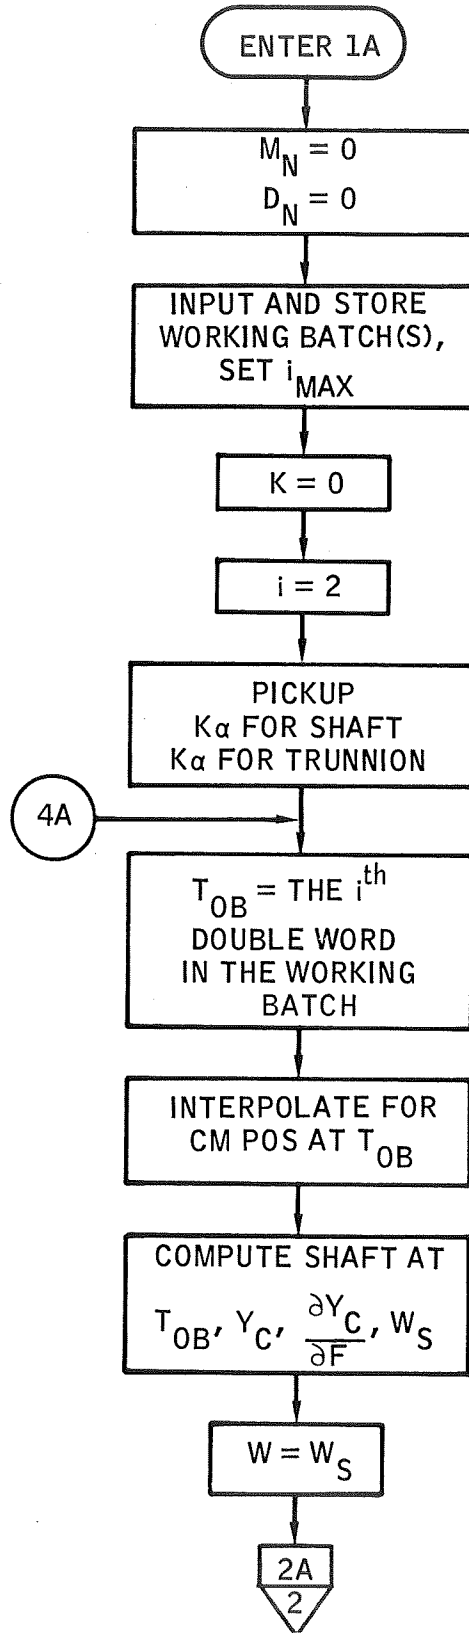 ENTER 1A
M_N = 0
D_N = 0
INPUT AND STORE
WORKING BATCH(S),
SET i_MAX
K = 0
i = 2
PICKUP
Kα FOR SHAFT
Kα FOR TRUNNION
4A
T_OB = THE i^th
DOUBLE WORD
IN THE WORKING
BATCH
INTERPOLATE FOR
CM POS AT T_OB
COMPUTE SHAFT AT
T_OB, Y_C, ∂Y_C/∂F, W_S
W = W_S
2A
2